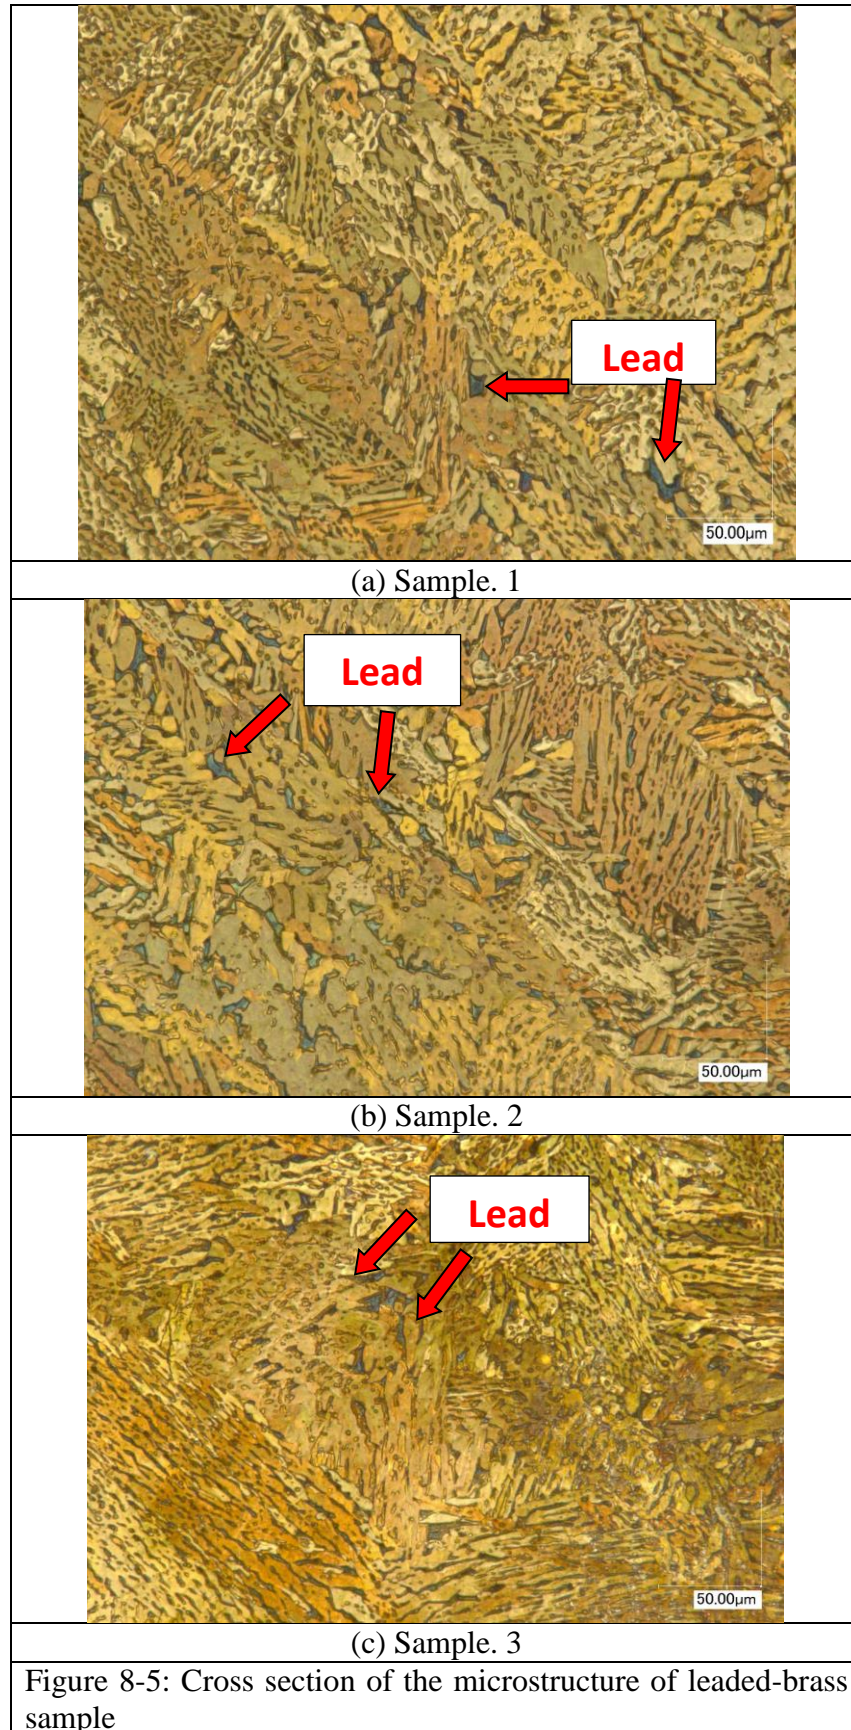 Lead
50.00μm
(a) Sample. 1
Lead
50.00μm
(b) Sample. 2
Lead
50.00μm
(c) Sample. 3
Figure 8-5: Cross section of the microstructure of leaded-brass
sample